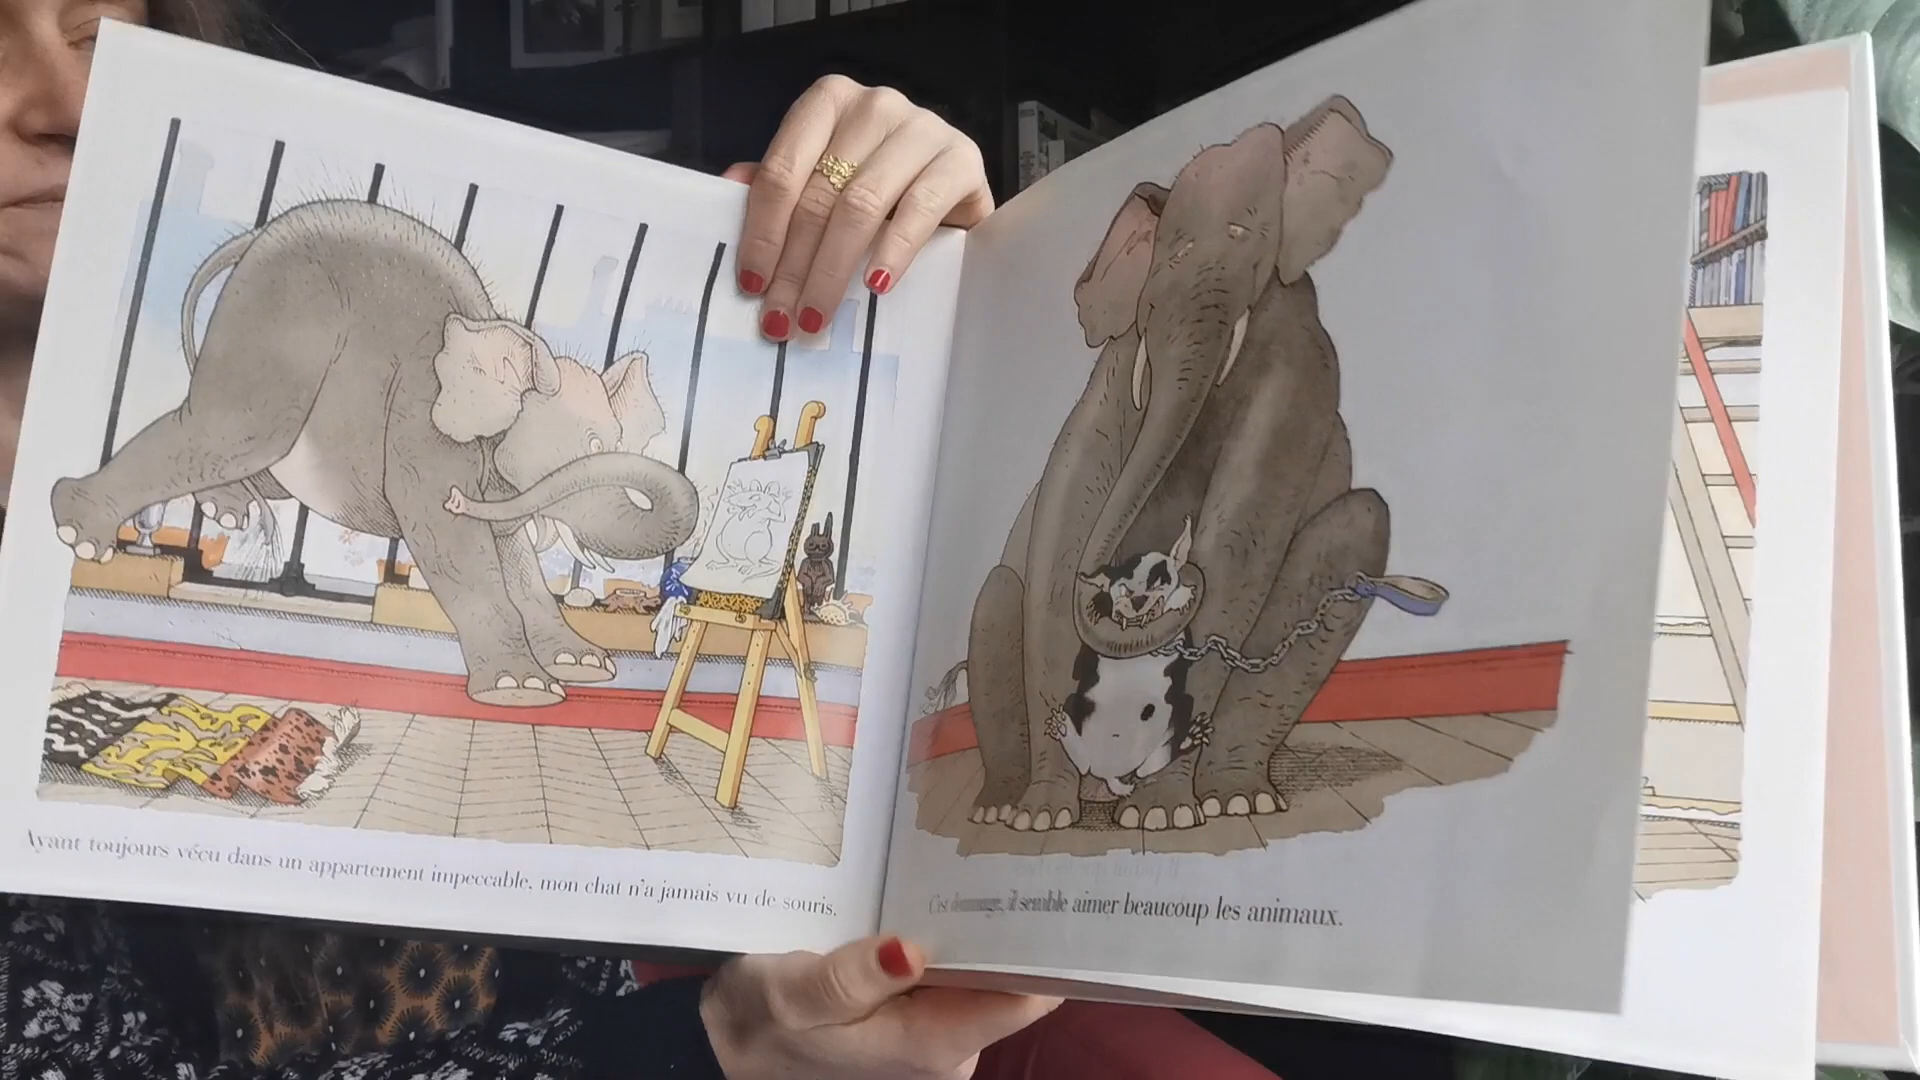 Ayant toujours vécu dans un appartement impeccable, mon chat n'a jamais vu de souris.
C'est dommage, il semble aimer beaucoup les animaux.